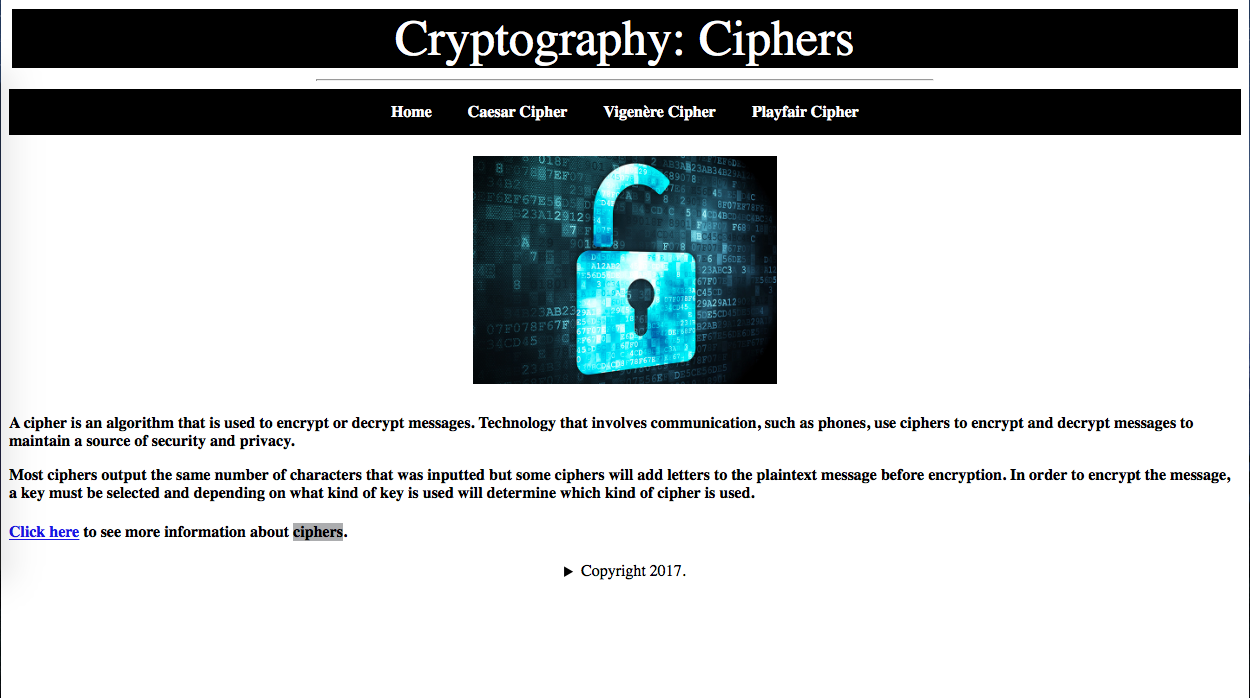 Cryptography: Ciphers
Home Caesar Cipher Vigenère Cipher Playfair Cipher
A cipher is an algorithm that is used to encrypt or decrypt messages. Technology that involves communication, such as phones, use ciphers to encrypt and decrypt messages to
maintain a source of security and privacy.
Most ciphers output the same number of characters that was inputted but some ciphers will add letters to the plaintext message before encryption. In order to encrypt the message,
a key must be selected and depending on what kind of key is used will determine which kind of cipher is used.
Click here to see more information about ciphers.
▶ Copyright 2017.